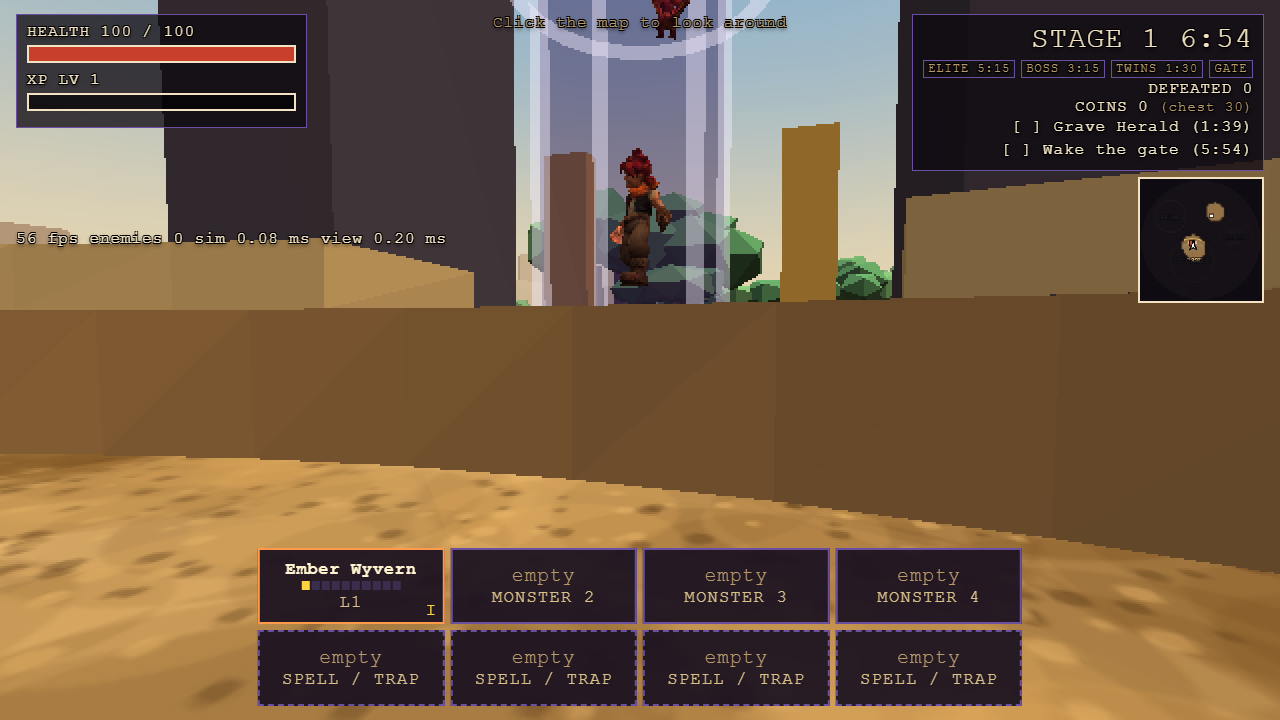 Click the map to look around
HEALTH 100 / 100
XP LV 1
STAGE 1 6:54
ELITE 5:15 BOSS 3:15 TWINS 1:30 GATE
DEFEATED 0
COINS 0 (chest 30)
[ ] Grave Herald (1:39)
[ ] Wake the gate (5:54)
56 fps enemies 0 sim 0.08 ms view 0.20 ms
Ember Wyvern
L1
I
empty
MONSTER 2
empty
MONSTER 3
empty
MONSTER 4
empty
SPELL / TRAP
empty
SPELL / TRAP
empty
SPELL / TRAP
empty
SPELL / TRAP